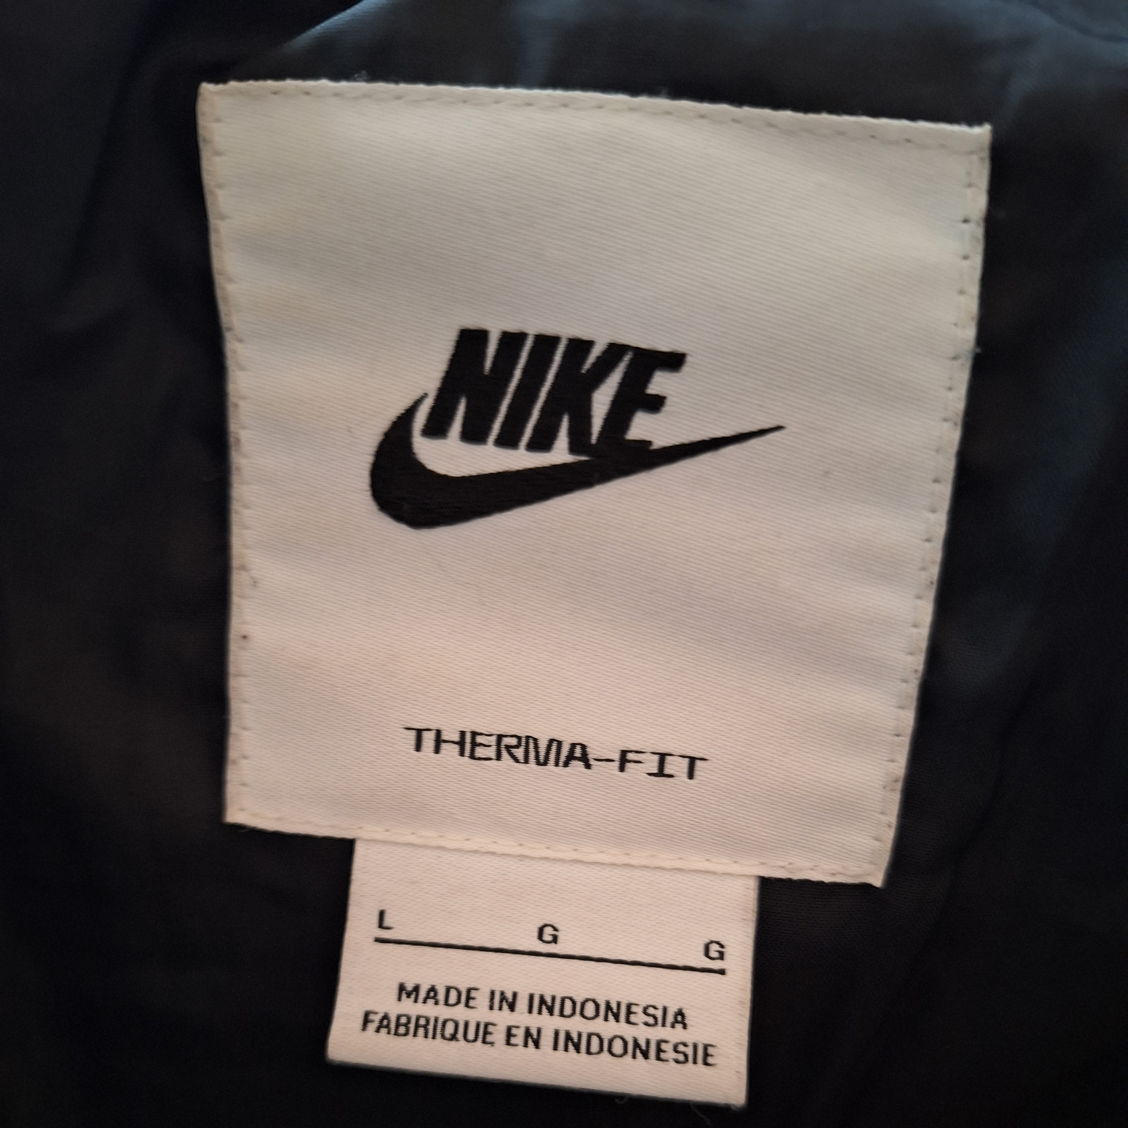 NIKE
THERMA-FIT
L G G
MADE IN INDONESIA
FABRIQUE EN INDONESIE